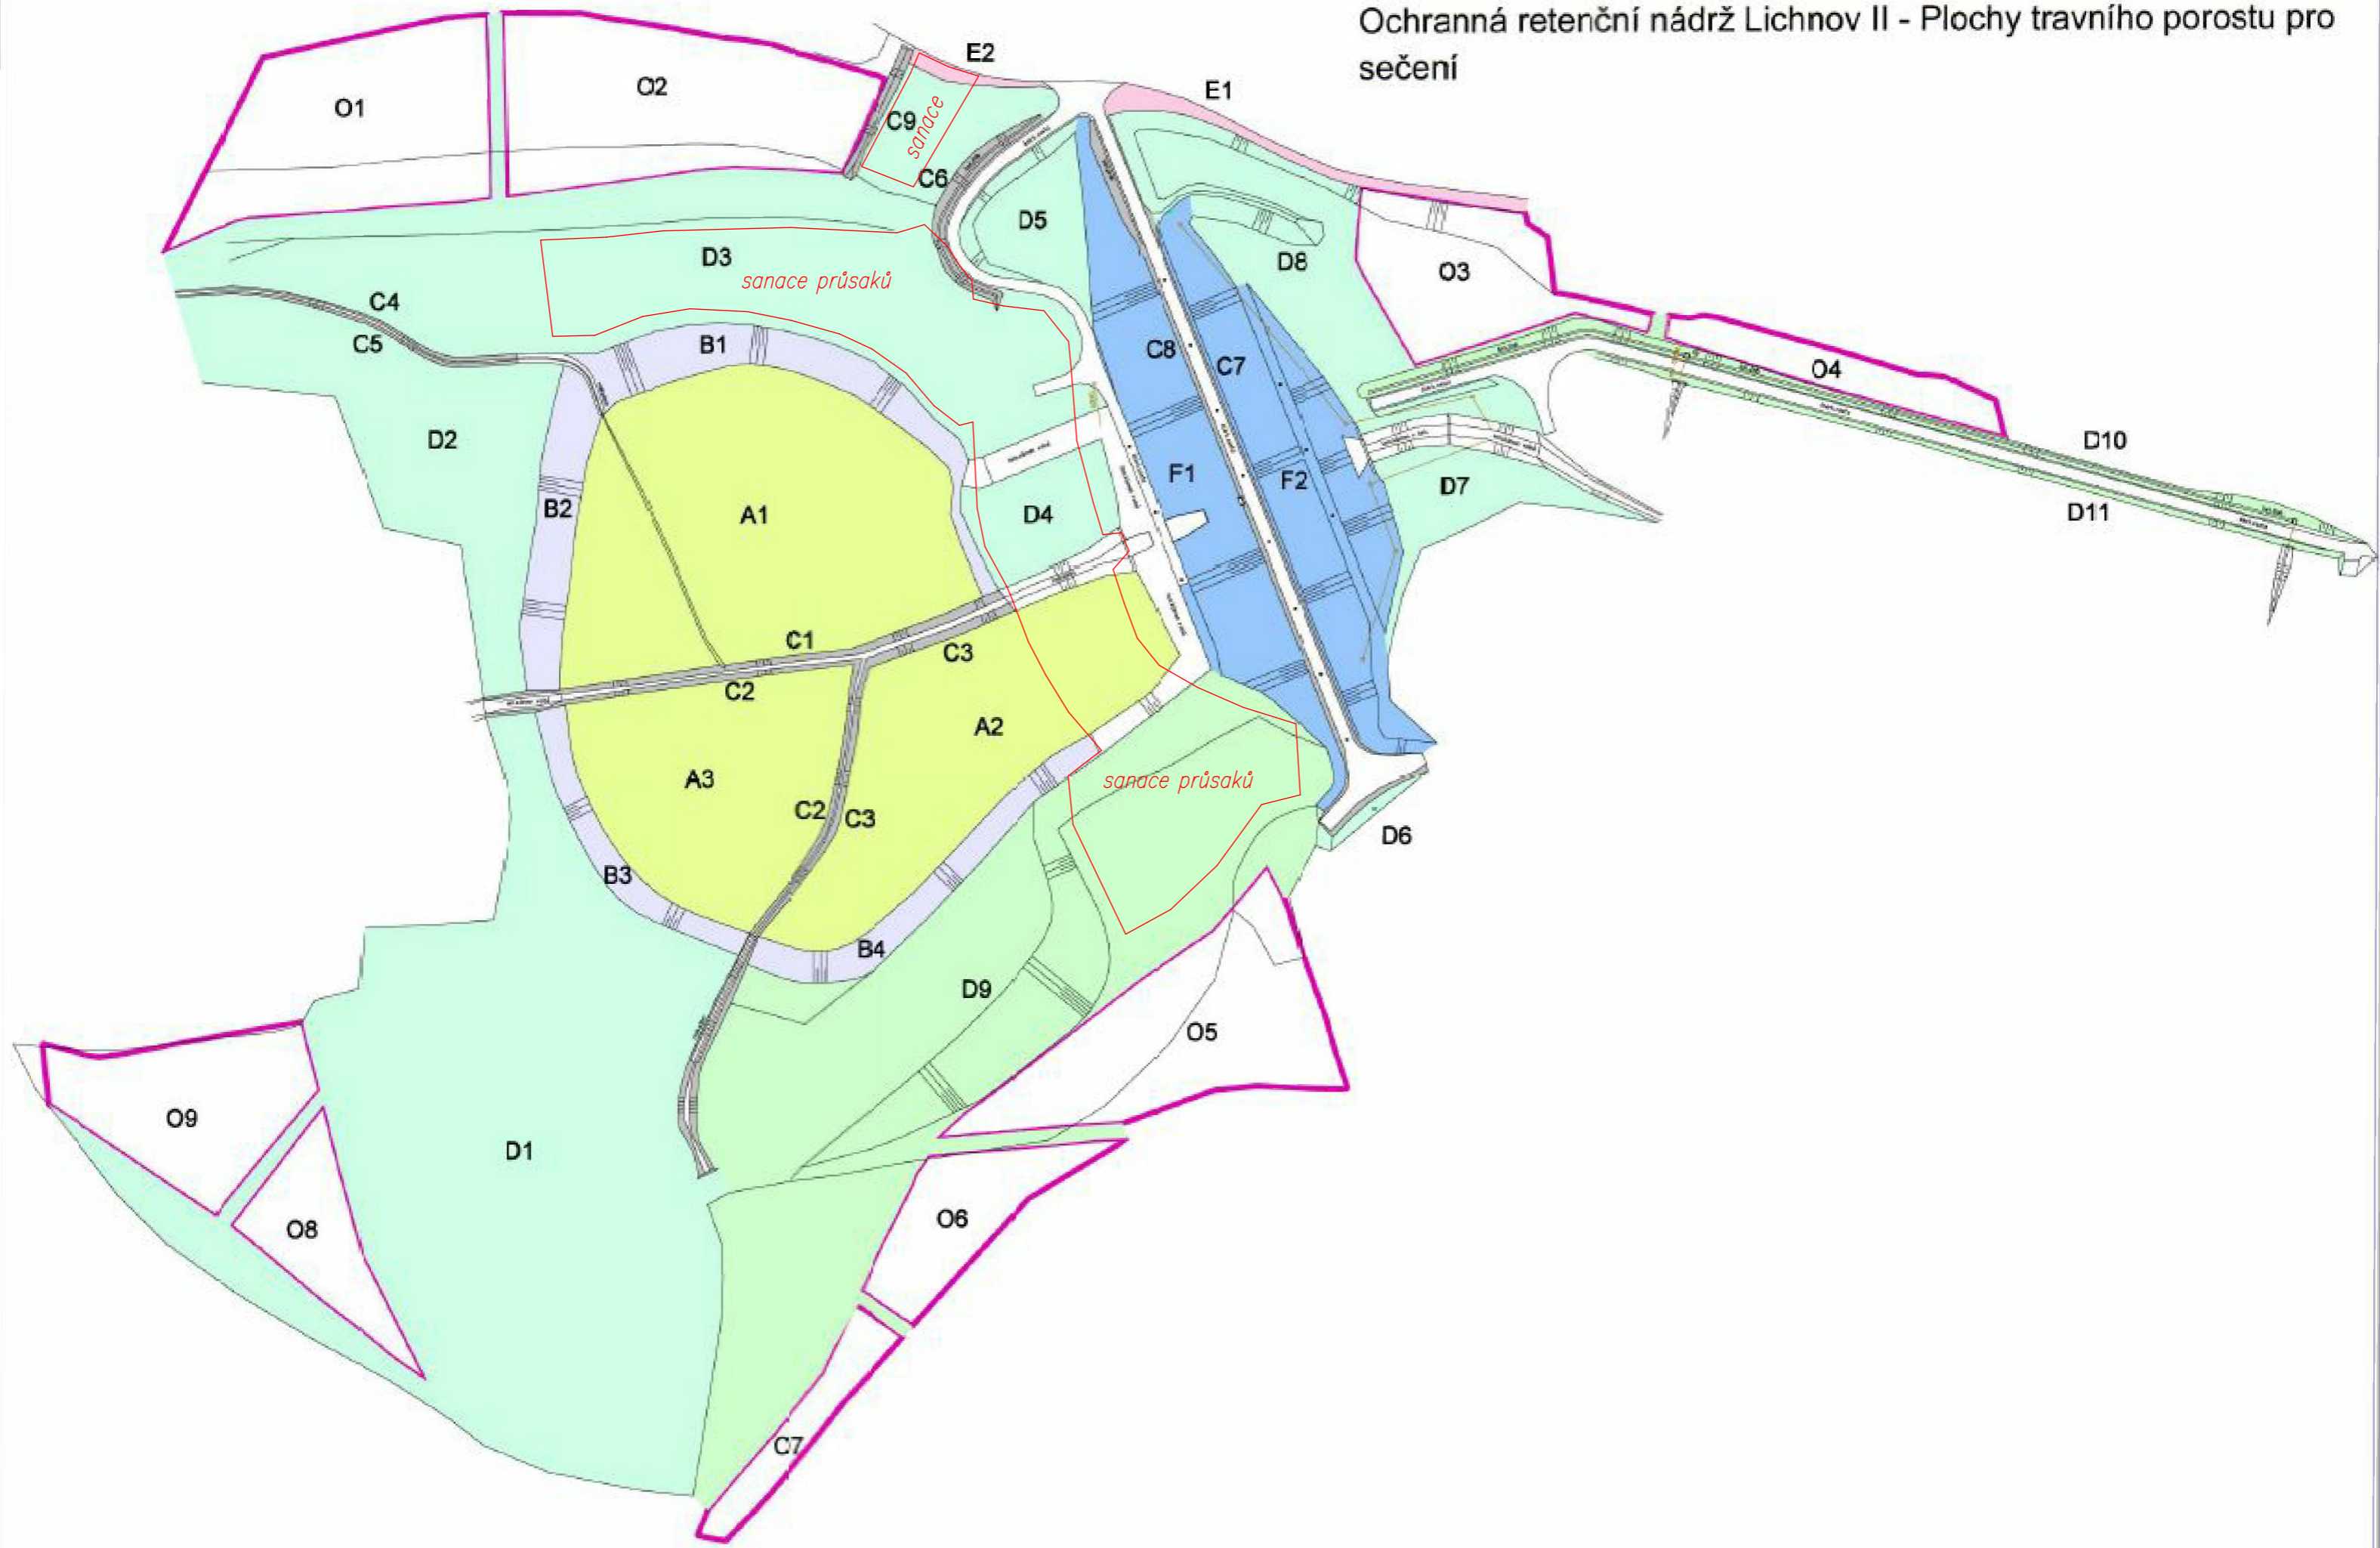 Ochranná retenční nádrž Lichnov II - Plochy travního porostu pro
sečení
E2
E1
O1
O2
C9
sanace
C6
D5
D3
sanace průsaků
D8
O3
C4
C5
B1
C8
C7
O4
D2
D10
A1
B2
D4
F1
F2
D7
D11
C1
C3
C2
A2
A3
sanace průsaků
C2
C3
D6
B3
B4
D9
O5
O9
D1
O8
O6
C7